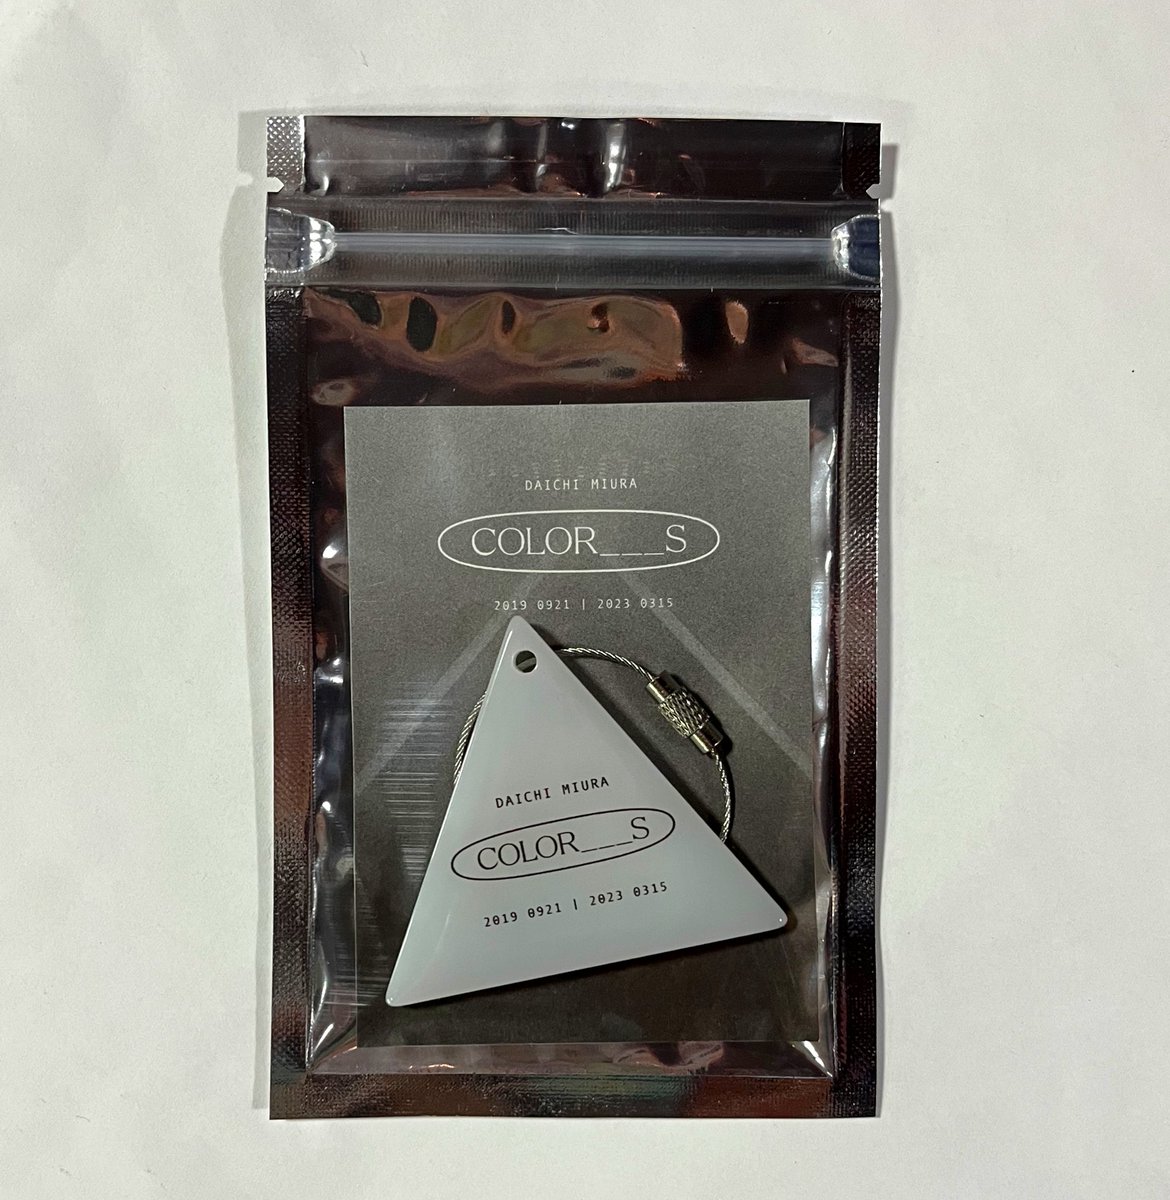 DAICHI MIURA
COLOR___S
2019 0921 | 2023 0315
DAICHI MIURA
COLOR___S
2019 0921 | 2023 0315